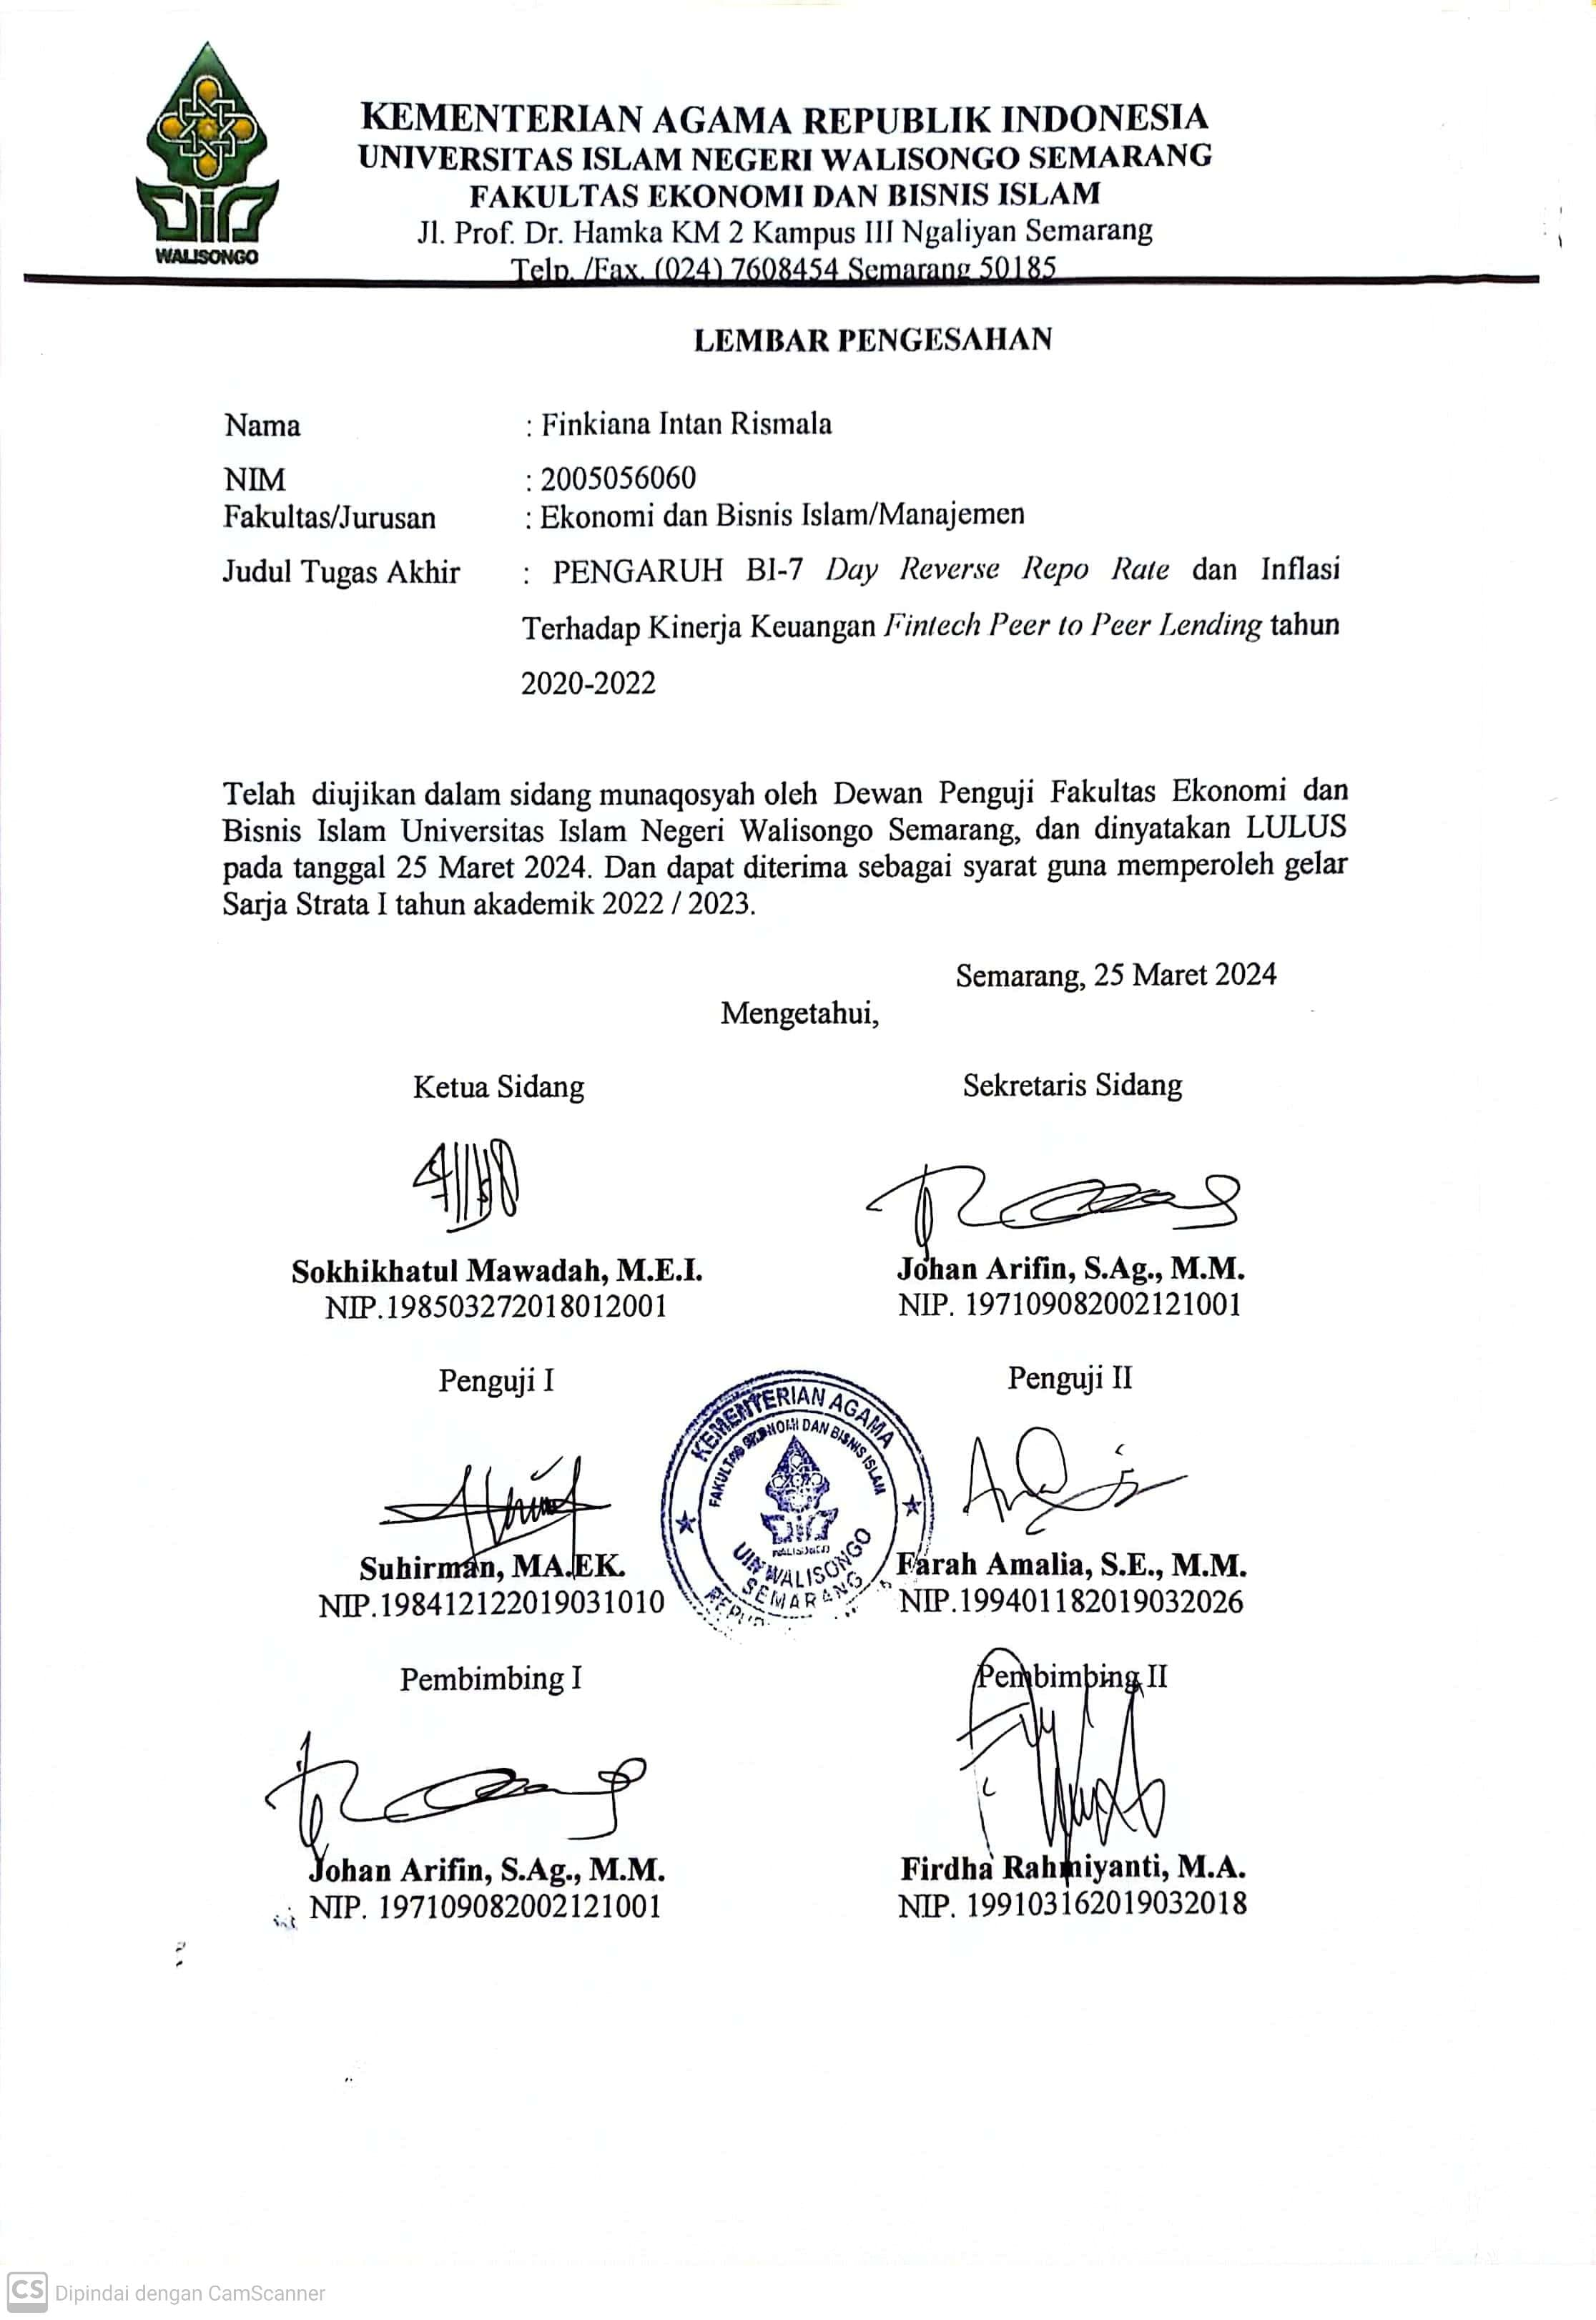 KEMENTERIAN AGAMA REPUBLIK INDONESIA
UNIVERSITAS ISLAM NEGERI WALISONGO SEMARANG
FAKULTAS EKONOMI DAN BISNIS ISLAM
Jl. Prof. Dr. Hamka KM 2 Kampus III Ngaliyan Semarang
Telp. /Fax. (024) 7608454 Semarang 50185
WALISONGO
LEMBAR PENGESAHAN
Nama : Finkiana Intan Rismala
NIM : 2005056060
Fakultas/Jurusan : Ekonomi dan Bisnis Islam/Manajemen
Judul Tugas Akhir : PENGARUH BI-7 Day Reverse Repo Rate dan Inflasi
Terhadap Kinerja Keuangan Fintech Peer to Peer Lending tahun
2020-2022
Telah diujikan dalam sidang munaqosyah oleh Dewan Penguji Fakultas Ekonomi dan
Bisnis Islam Universitas Islam Negeri Walisongo Semarang, dan dinyatakan LULUS
pada tanggal 25 Maret 2024. Dan dapat diterima sebagai syarat guna memperoleh gelar
Sarja Strata I tahun akademik 2022 / 2023.
Semarang, 25 Maret 2024
Mengetahui,
Ketua Sidang Sekretaris Sidang
Sokhikhatul Mawadah, M.E.I. Johan Arifin, S.Ag., M.M.
NIP.198503272018012001 NIP. 197109082002121001
Penguji I Penguji II
KEMENTERIAN AGAMA
FAKULTAS EKONOMI DAN BISNIS ISLAM
WALISONGO
UIN WALISONGO
SEMARANG
Suhirman, MA.EK. Farah Amalia, S.E., M.M.
NIP.198412122019031010 NIP.199401182019032026
Pembimbing I Pembimbing II
Johan Arifin, S.Ag., M.M. Firdha Rahmiyanti, M.A.
NIP. 197109082002121001 NIP. 199103162019032018
CS Dipindai dengan CamScanner